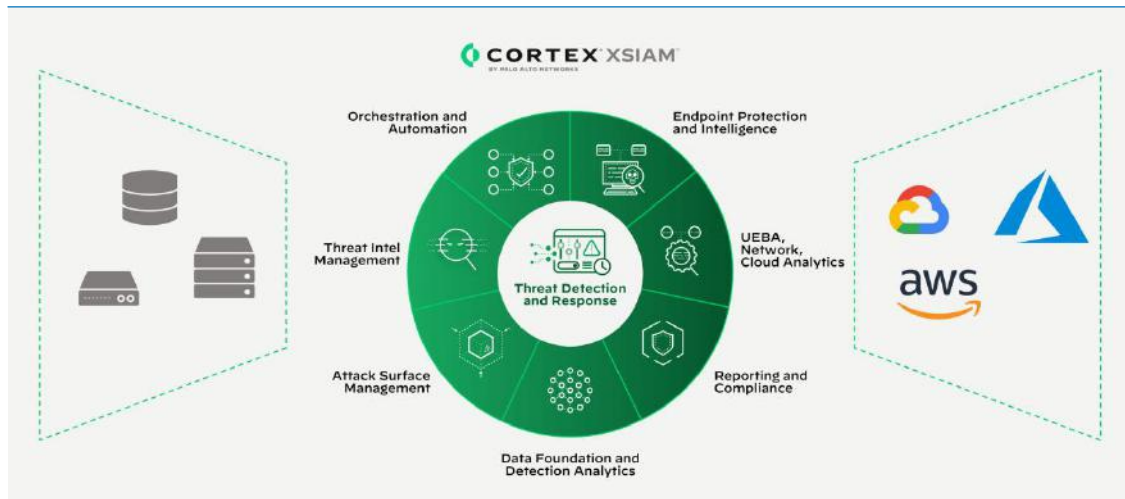 CORTEX XSIAM
BY PALO ALTO NETWORKS
Orchestration and
Automation
Endpoint Protection
and Intelligence
Threat Intel
Management
UEBA,
Network,
Cloud Analytics
Threat Detection
and Response
aws
Attack Surface
Management
Reporting and
Compliance
Data Foundation and
Detection Analytics